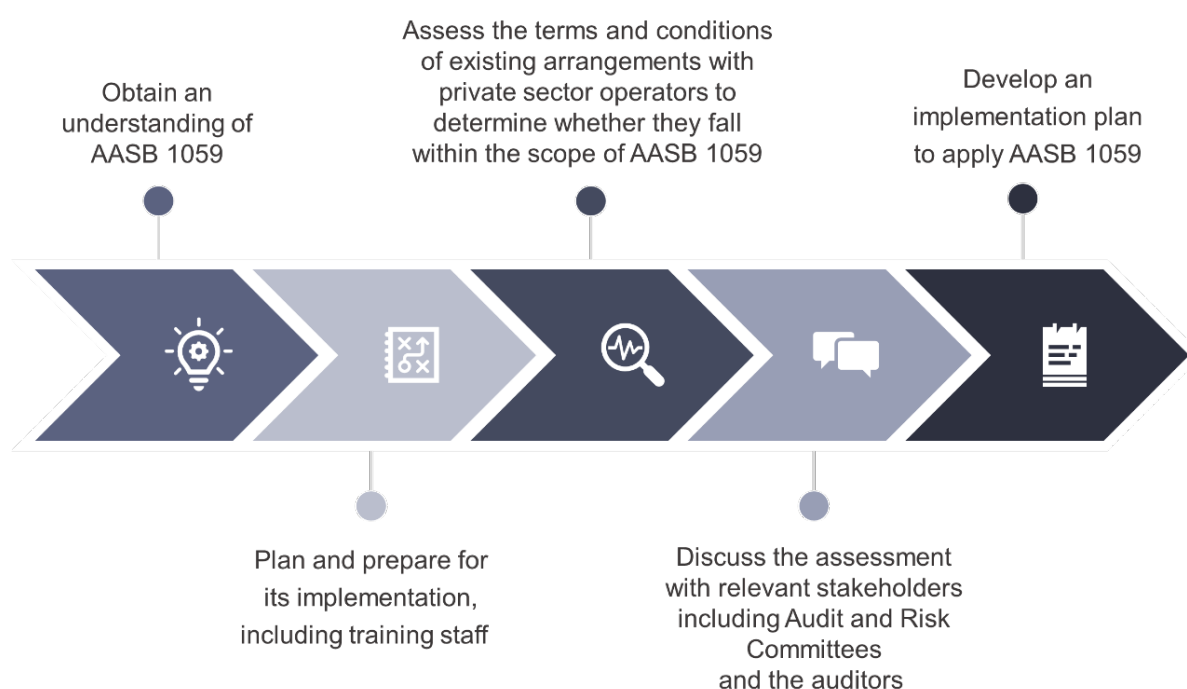 Obtain an
understanding of
AASB 1059
Plan and prepare for
its implementation,
including training staff
Assess the terms and conditions
of existing arrangements with
private sector operators to
determine whether they fall
within the scope of AASB 1059
Discuss the assessment
with relevant stakeholders
including Audit and Risk
Committees
and the auditors
Develop an
implementation plan
to apply AASB 1059